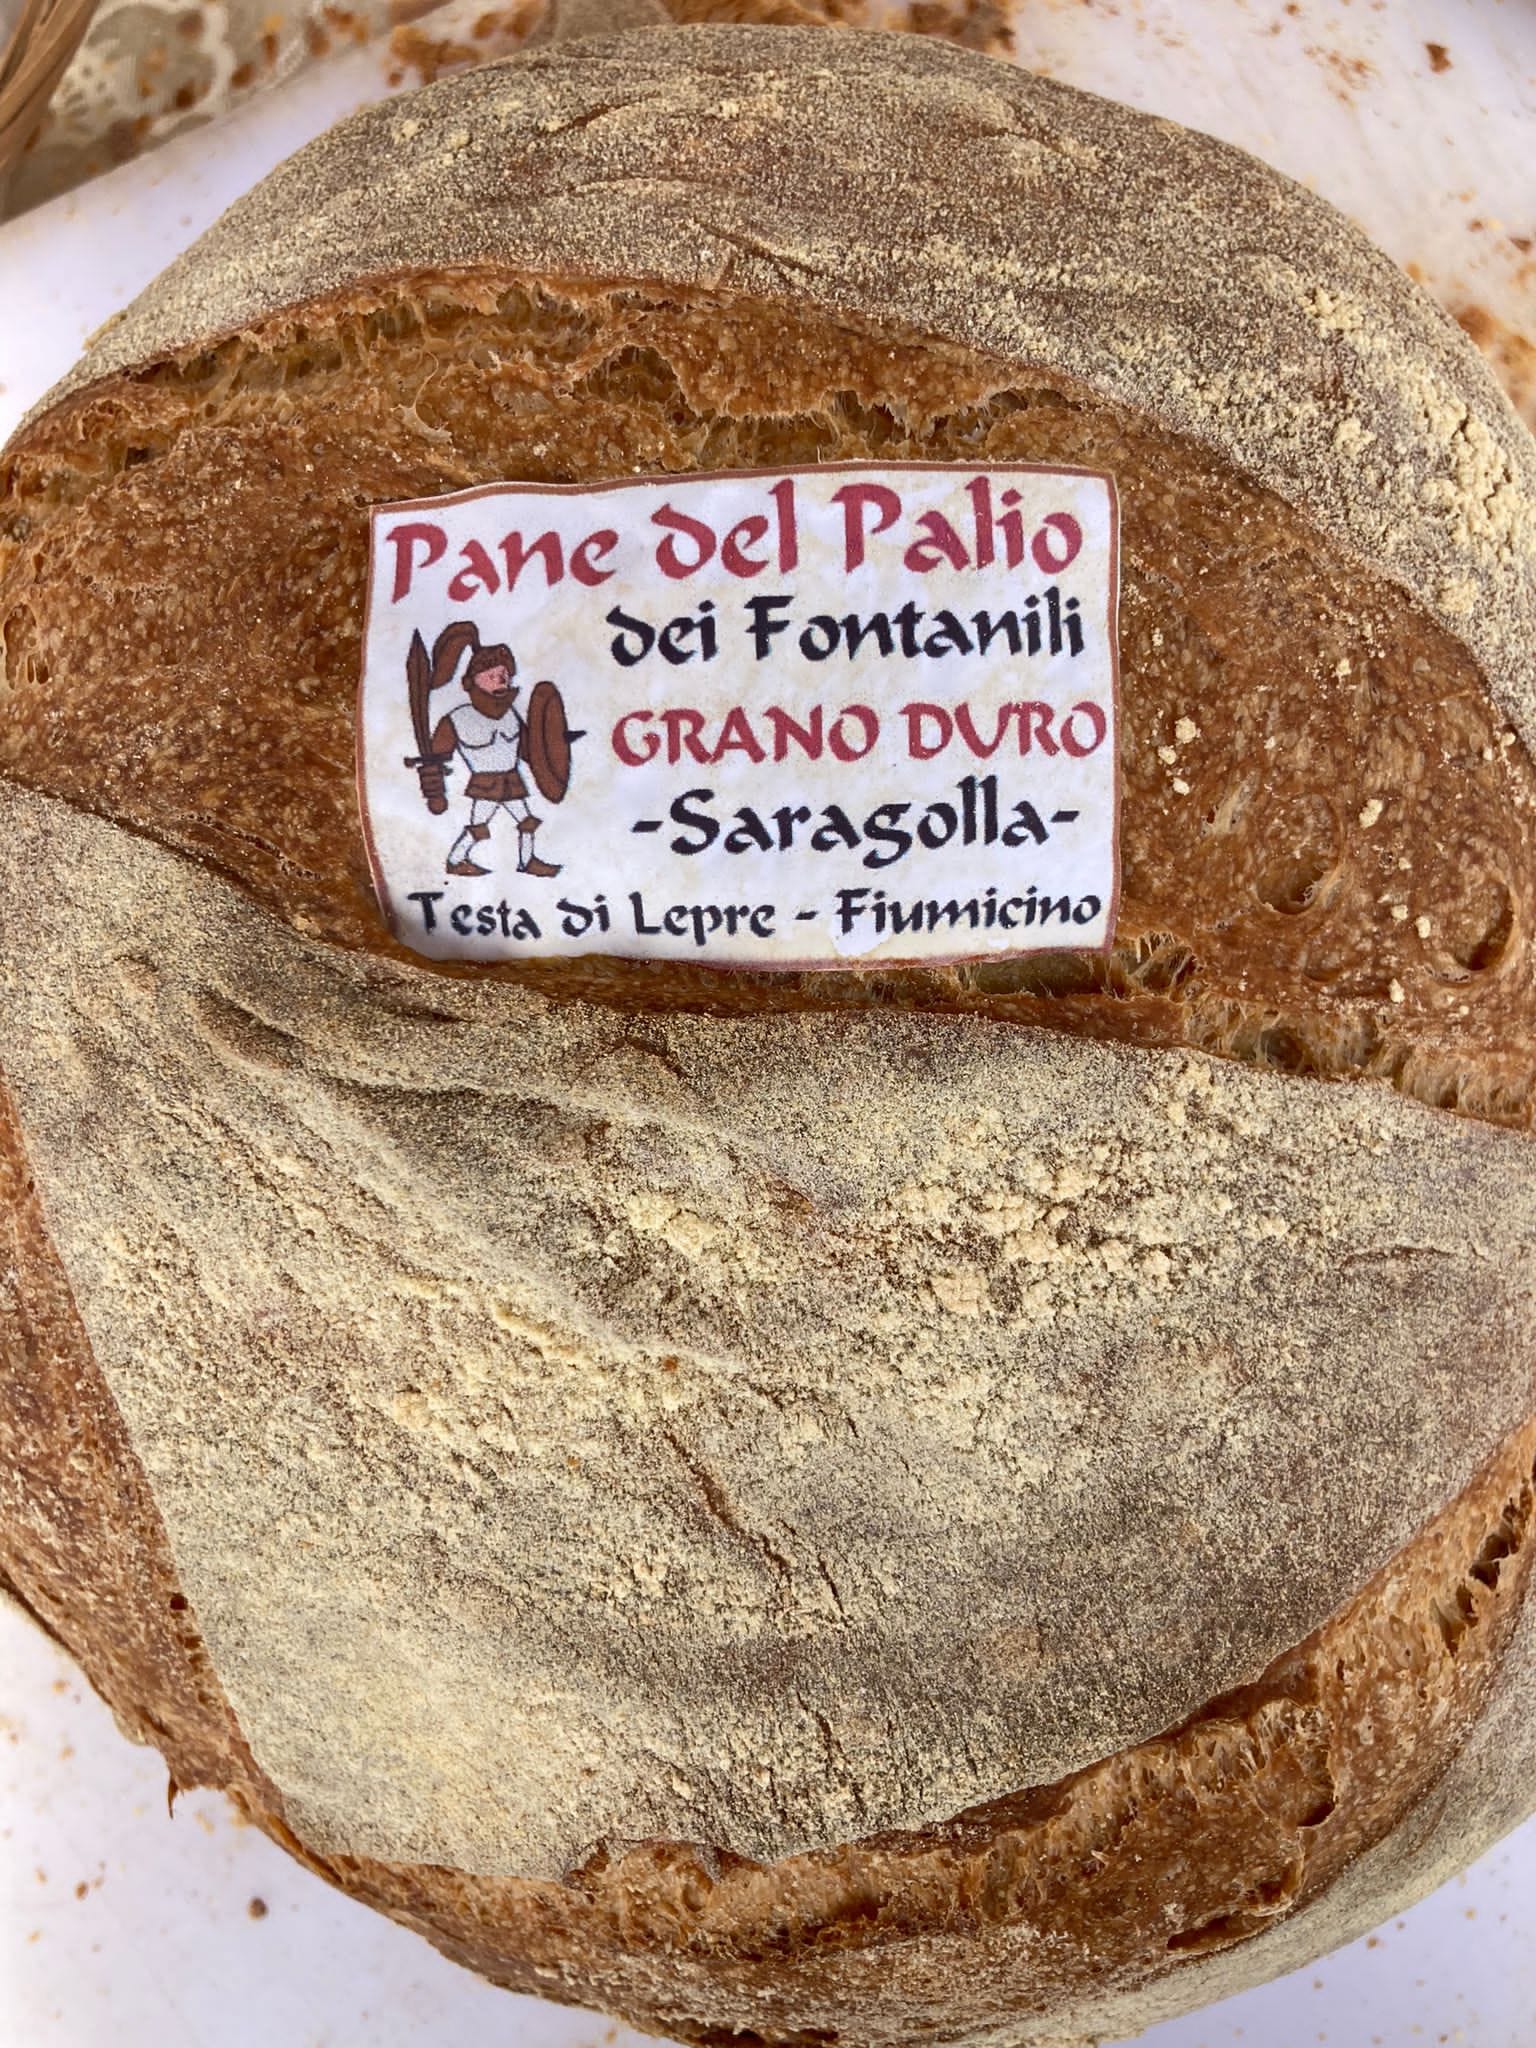 Pane del Palio
dei Fontanili
GRANO DURO
-Saragolla-
Testa di Lepre - Fiumicino